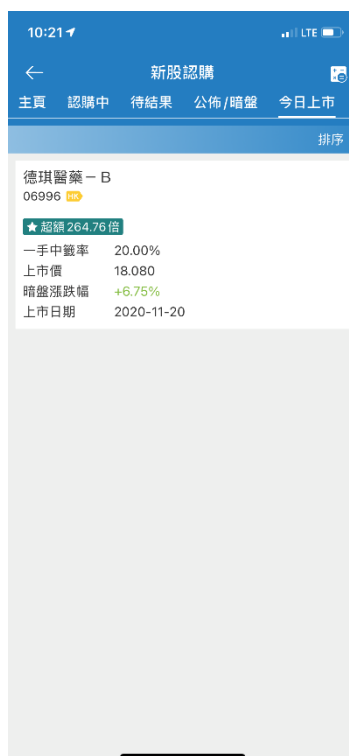 10:21
LTE
新股認購
主頁 認購中 待結果 公佈/暗盤 今日上市
排序
德琪醫藥－B
06996 HK
★ 超額264.76倍
一手中籤率 20.00%
上市價 18.080
暗盤漲跌幅 +6.75%
上市日期 2020-11-20